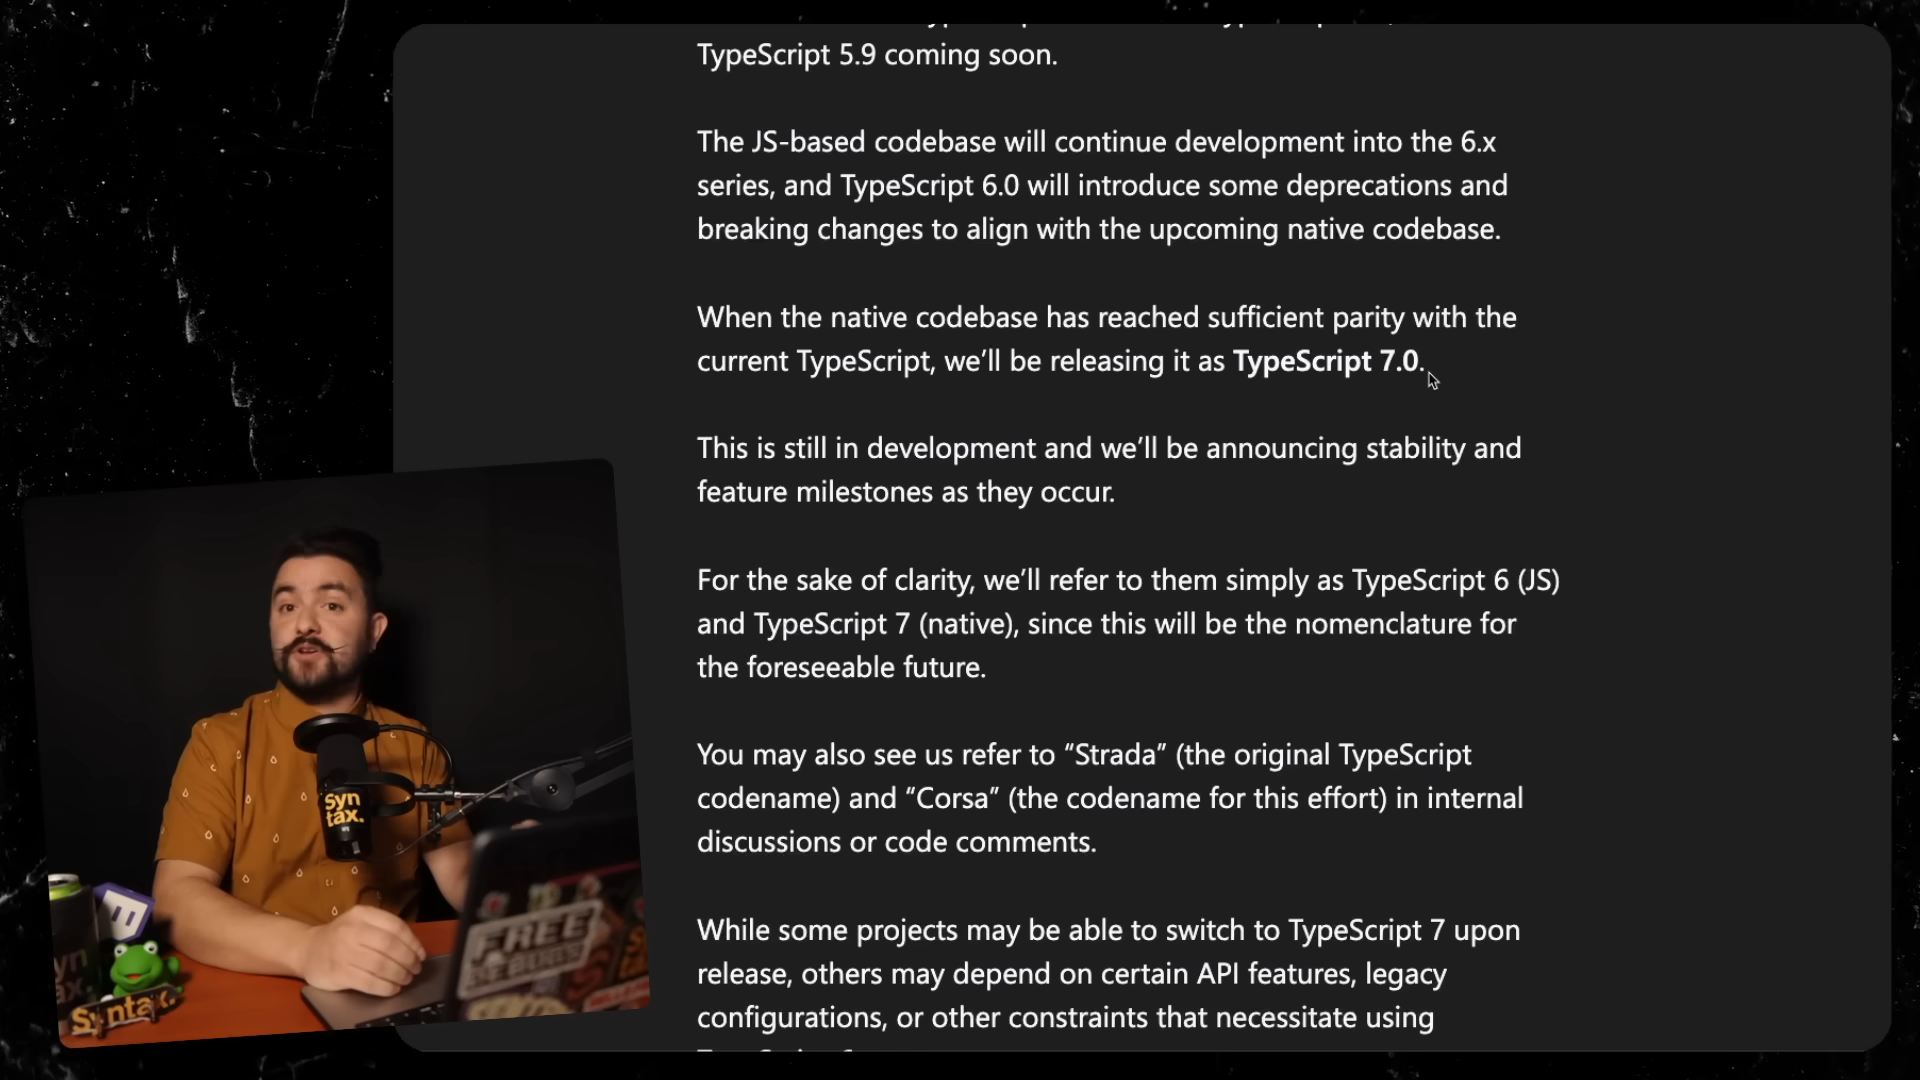 TypeScript 5.9 coming soon.
The JS-based codebase will continue development into the 6.x
series, and TypeScript 6.0 will introduce some deprecations and
breaking changes to align with the upcoming native codebase.
When the native codebase has reached sufficient parity with the
current TypeScript, we’ll be releasing it as TypeScript 7.0.
This is still in development and we’ll be announcing stability and
feature milestones as they occur.
For the sake of clarity, we’ll refer to them simply as TypeScript 6 (JS)
and TypeScript 7 (native), since this will be the nomenclature for
the foreseeable future.
You may also see us refer to “Strada” (the original TypeScript
codename) and “Corsa” (the codename for this effort) in internal
discussions or code comments.
While some projects may be able to switch to TypeScript 7 upon
release, others may depend on certain API features, legacy
configurations, or other constraints that necessitate using
Syn
tax.
FREE
Syntax.